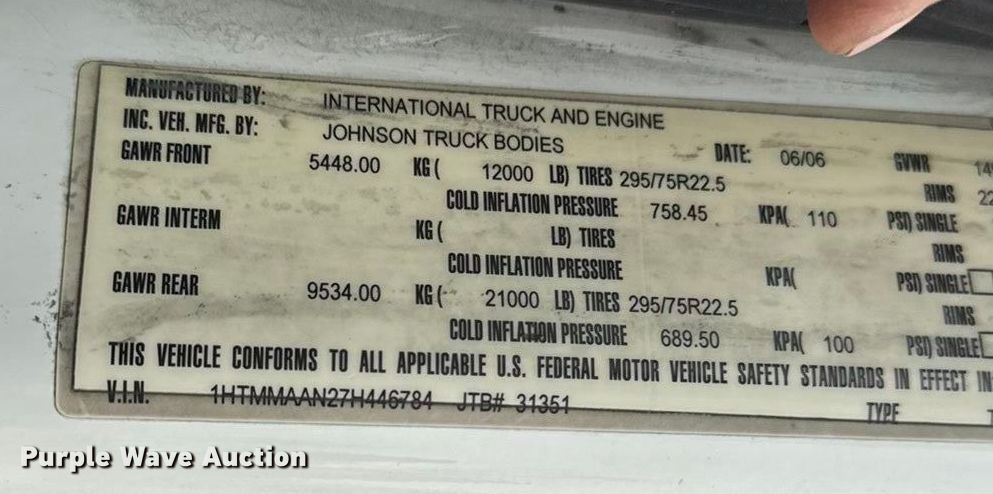 MANUFACTURED BY: INTERNATIONAL TRUCK AND ENGINE
INC. VEH. MFG. BY: JOHNSON TRUCK BODIES DATE: 06/06 GVWR
GAWR FRONT 5448.00 KG ( 12000 LB) TIRES 295/75R22.5 RIMS
COLD INFLATION PRESSURE 758.45 KPA( 110 PSI) SINGLE
GAWR INTERM KG ( LB) TIRES RIMS
COLD INFLATION PRESSURE KPA( PSI) SINGLE
GAWR REAR 9534.00 KG ( 21000 LB) TIRES 295/75R22.5 RIMS
COLD INFLATION PRESSURE 689.50 KPA( 100 PSI) SINGLE
THIS VEHICLE CONFORMS TO ALL APPLICABLE U.S. FEDERAL MOTOR VEHICLE SAFETY STANDARDS IN EFFECT IN
V.I.N. 1HTMMAAN27H446784 JTB# 31351 TYPE
Purple Wave Auction